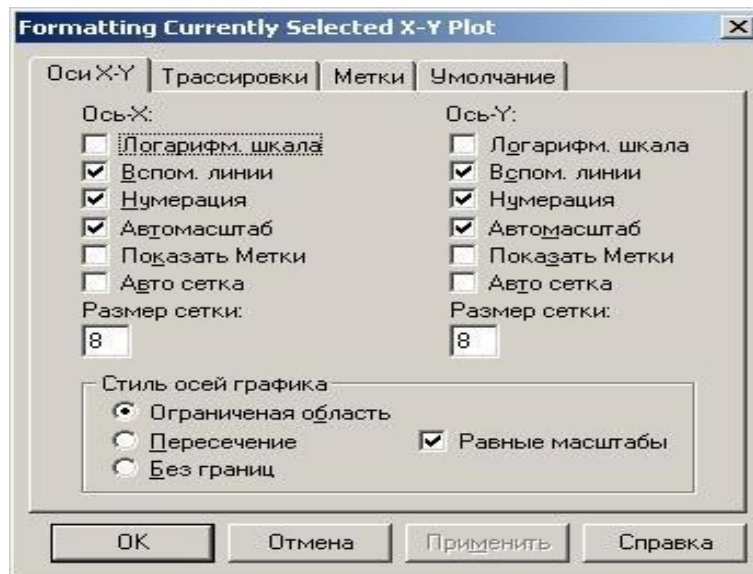 Formatting Currently Selected X-Y Plot
Оси X-Y Трассировки Метки Умолчание
Ось-X: Ось-Y:
Логарифм. шкала Логарифм. шкала
Вспом. линии Вспом. линии
Нумерация Нумерация
Автомасштаб Автомасштаб
Показать Метки Показать Метки
Авто сетка Авто сетка
Размер сетки: Размер сетки:
8 8
Стиль осей графика
Ограниченая область
Пересечение Равные масштабы
Без границ
OK Отмена Применить Справка